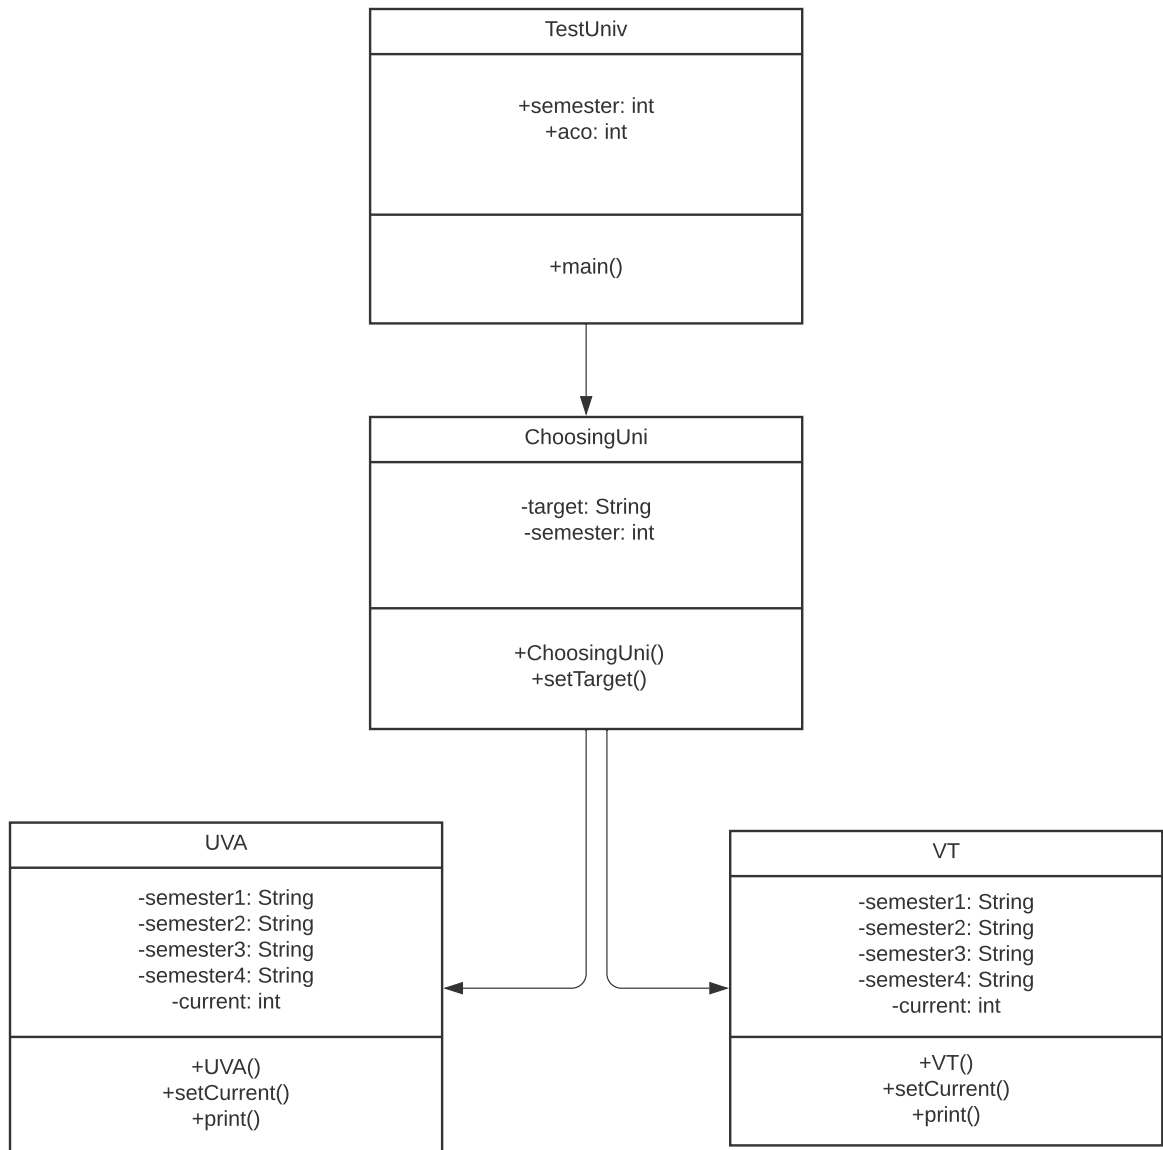 TestUniv
+semester: int
+aco: int
+main()
ChoosingUni
-target: String
-semester: int
+ChoosingUni()
+setTarget()
UVA
-semester1: String
-semester2: String
-semester3: String
-semester4: String
-current: int
+UVA()
+setCurrent()
+print()
VT
-semester1: String
-semester2: String
-semester3: String
-semester4: String
-current: int
+VT()
+setCurrent()
+print()